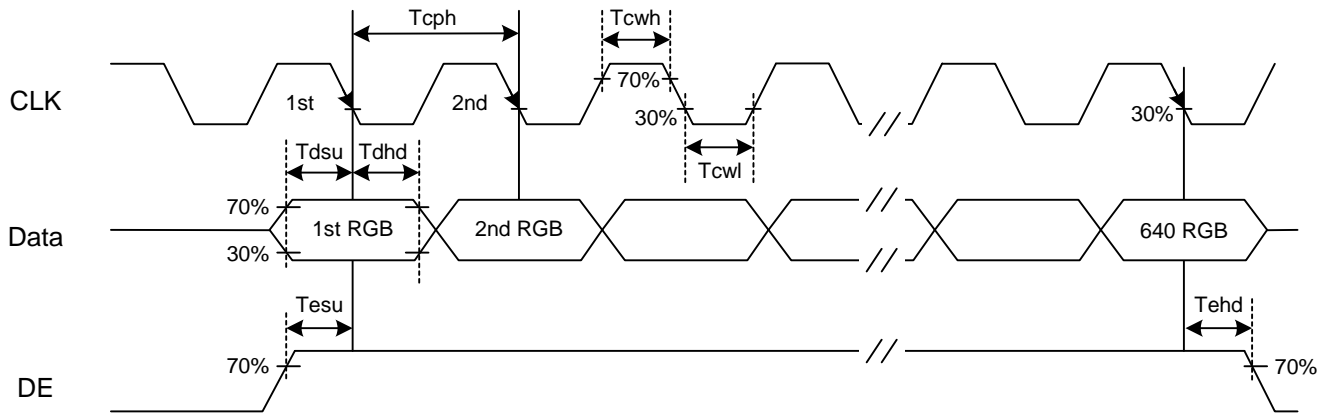 Tcph
Tcwh
CLK
1st
2nd
70%
30%
30%
Tcwl
Tdsu
Tdhd
70%
Data
1st RGB
2nd RGB
640 RGB
30%
Tesu
Tehd
70%
70%
DE